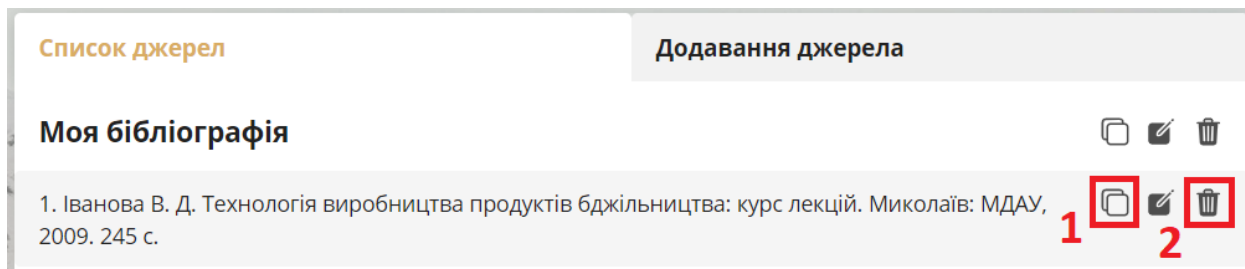 Список джерел
Додавання джерела
Моя бібліографія
1. Іванова В. Д. Технологія виробництва продуктів бджільництва: курс лекцій. Миколаїв: МДАУ,
2009. 245 с.
1
2